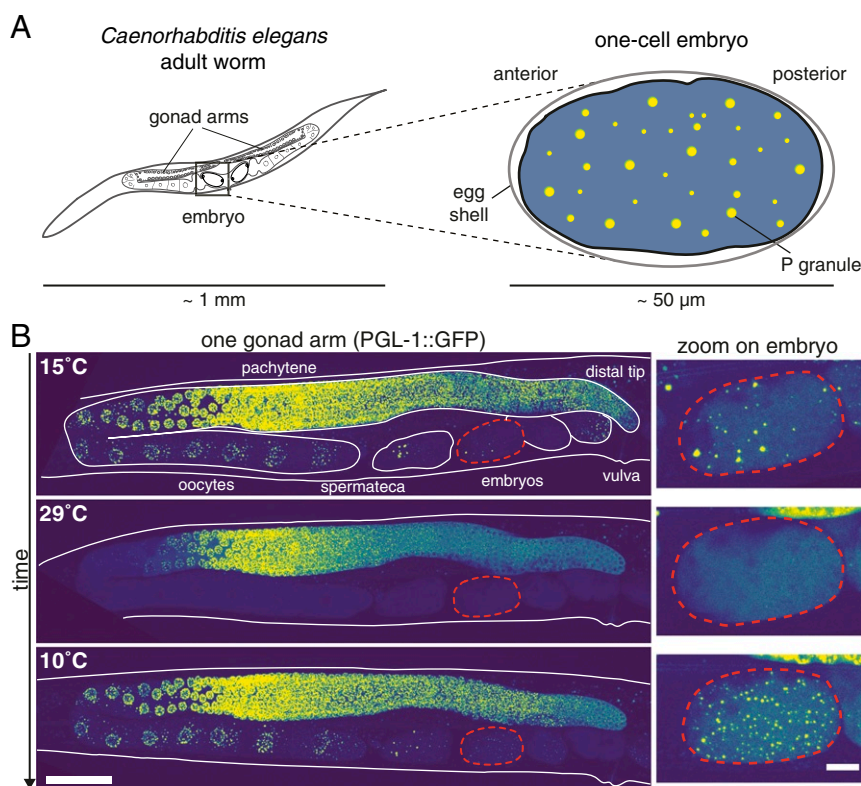 A
Caenorhabditis elegans
adult worm
gonad arms
embryo
~ 1 mm
one-cell embryo
anterior
posterior
egg
shell
P granule
~ 50 µm
B
one gonad arm (PGL-1::GFP)
zoom on embryo
time
15˚C
pachytene
distal tip
oocytes
spermateca
embryos
vulva
29˚C
10˚C